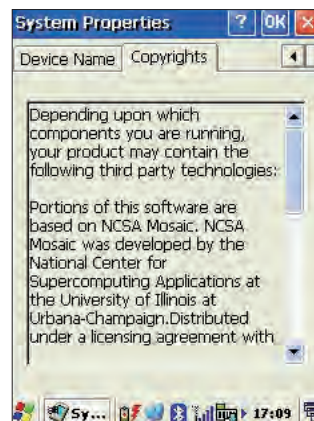 System Properties ? OK ×
Device Name Copyrights
Depending upon which
components you are running,
your product may contain the
following third party technologies:
Portions of this software are
based on NCSA Mosaic. NCSA
Mosaic was developed by the
National Center for
Supercomputing Applications at
the University of Illinois at
Urbana-Champaign.Distributed
under a licensing agreement with
Sy... 17:09